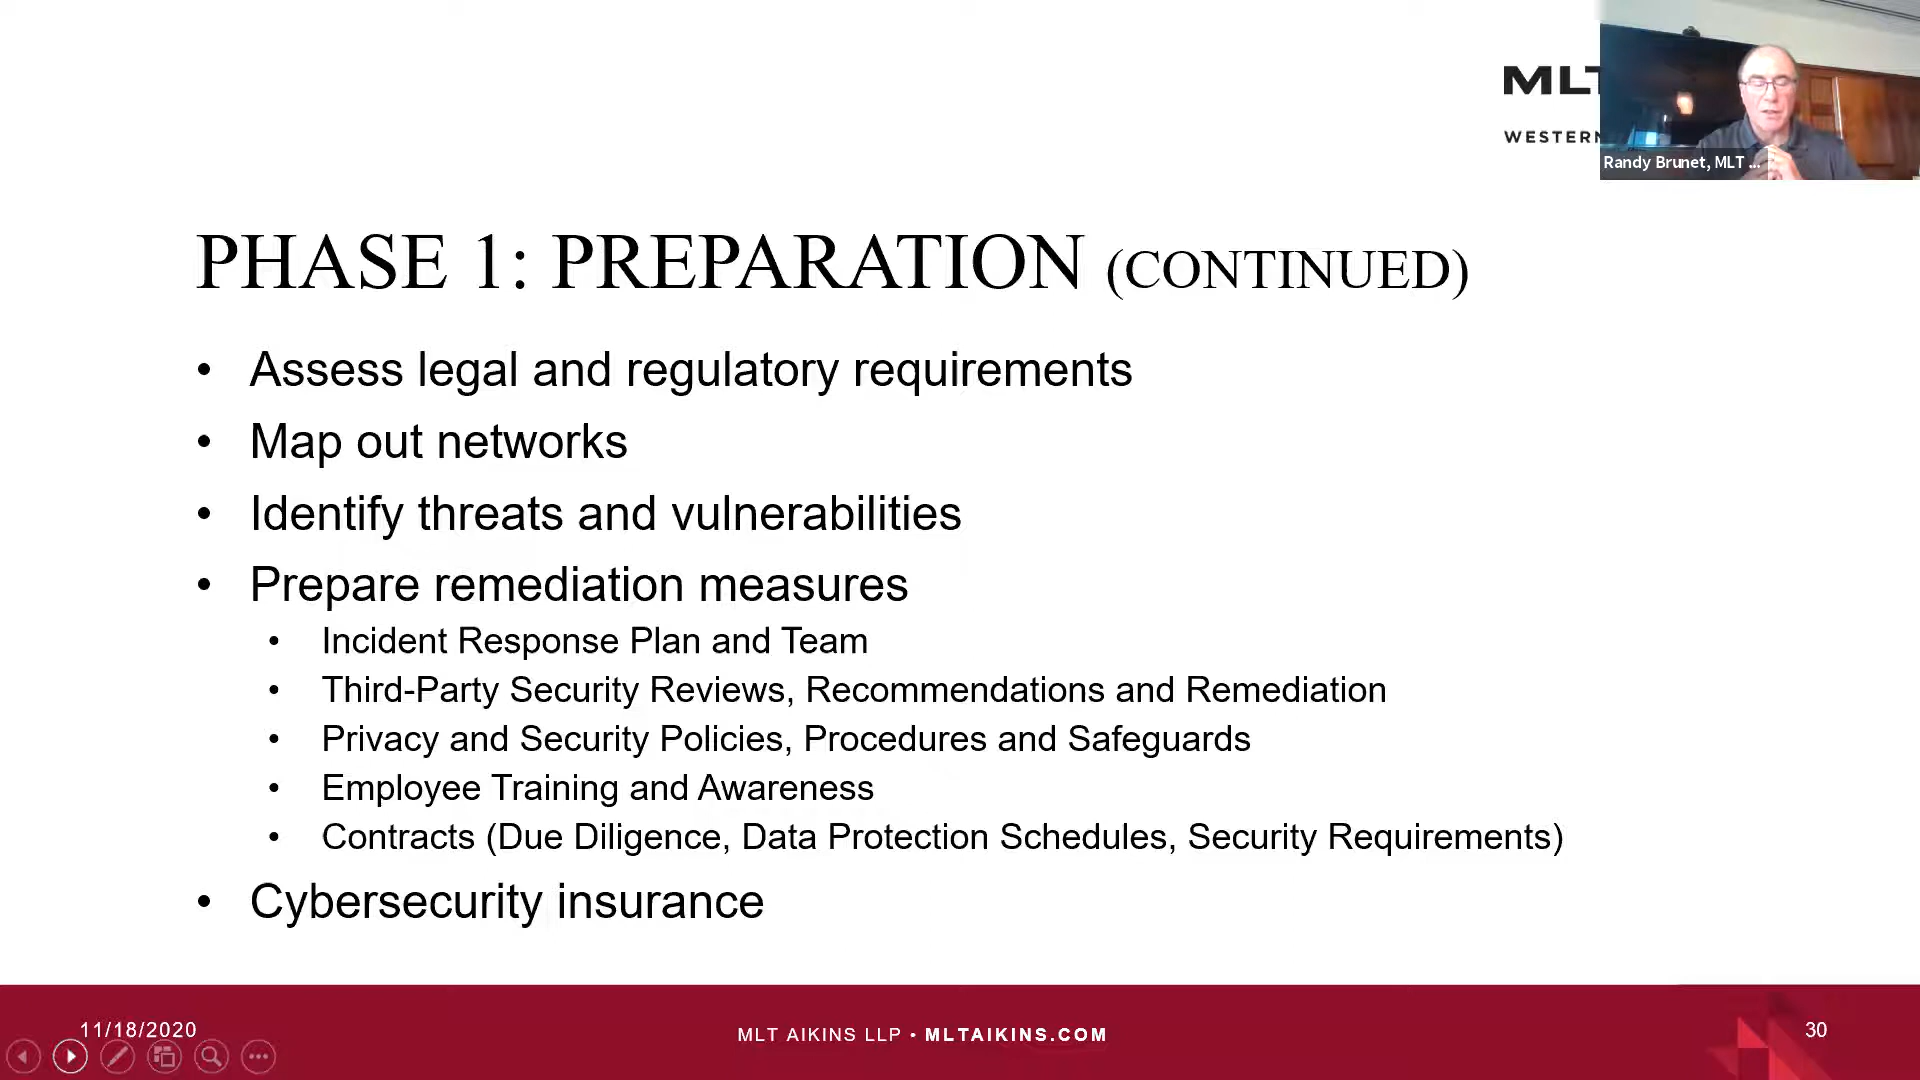 MLT
WESTERN
Randy Brunet, MLT ...
PHASE 1: PREPARATION (CONTINUED)
• Assess legal and regulatory requirements
• Map out networks
• Identify threats and vulnerabilities
• Prepare remediation measures
• Incident Response Plan and Team
• Third-Party Security Reviews, Recommendations and Remediation
• Privacy and Security Policies, Procedures and Safeguards
• Employee Training and Awareness
• Contracts (Due Diligence, Data Protection Schedules, Security Requirements)
• Cybersecurity insurance
11/18/2020
MLT AIKINS LLP • MLTAIKINS.COM
30